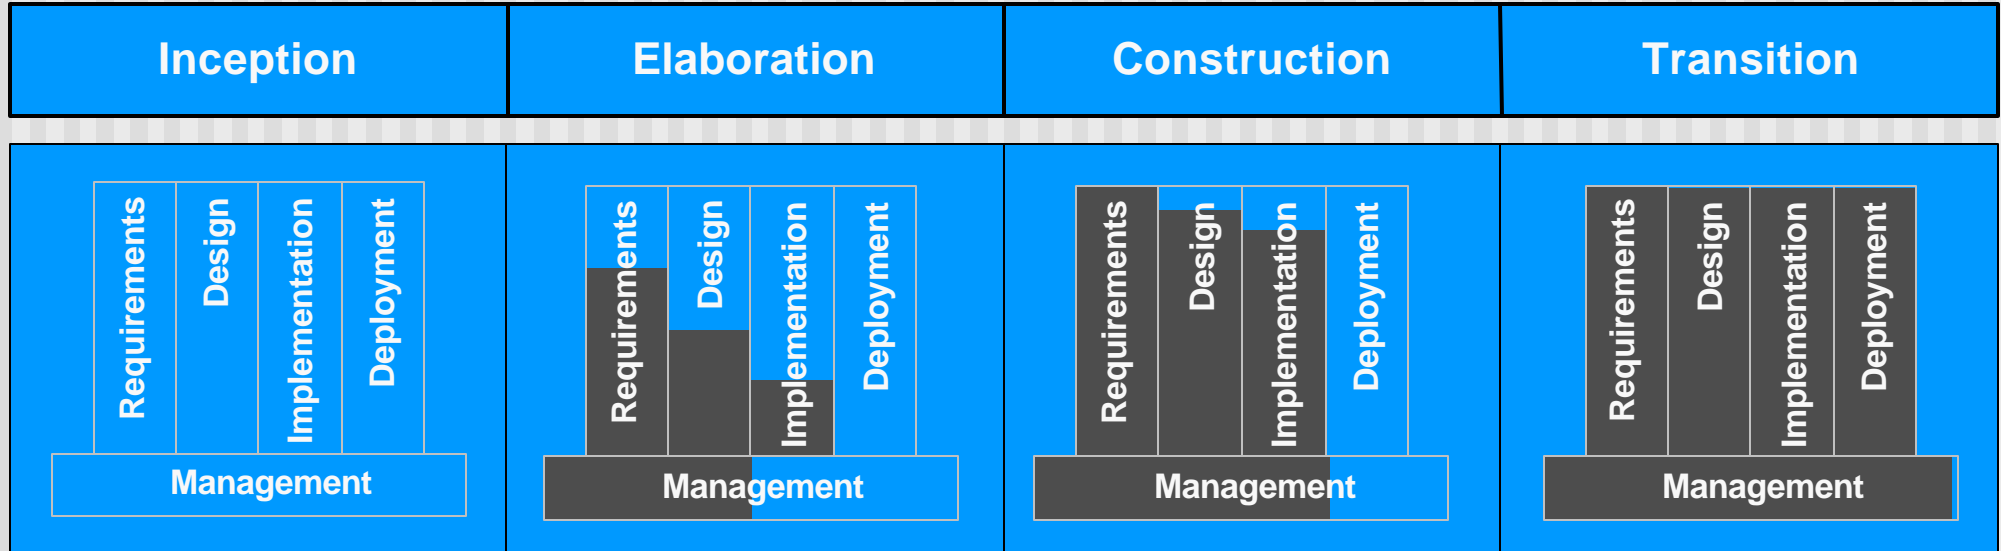 Inception
Elaboration
Construction
Transition
Requirements
Design
Implementation
Deployment
Management
Requirements
Design
Implementation
Deployment
Management
Requirements
Design
Implementation
Deployment
Management
Requirements
Design
Implementation
Deployment
Management